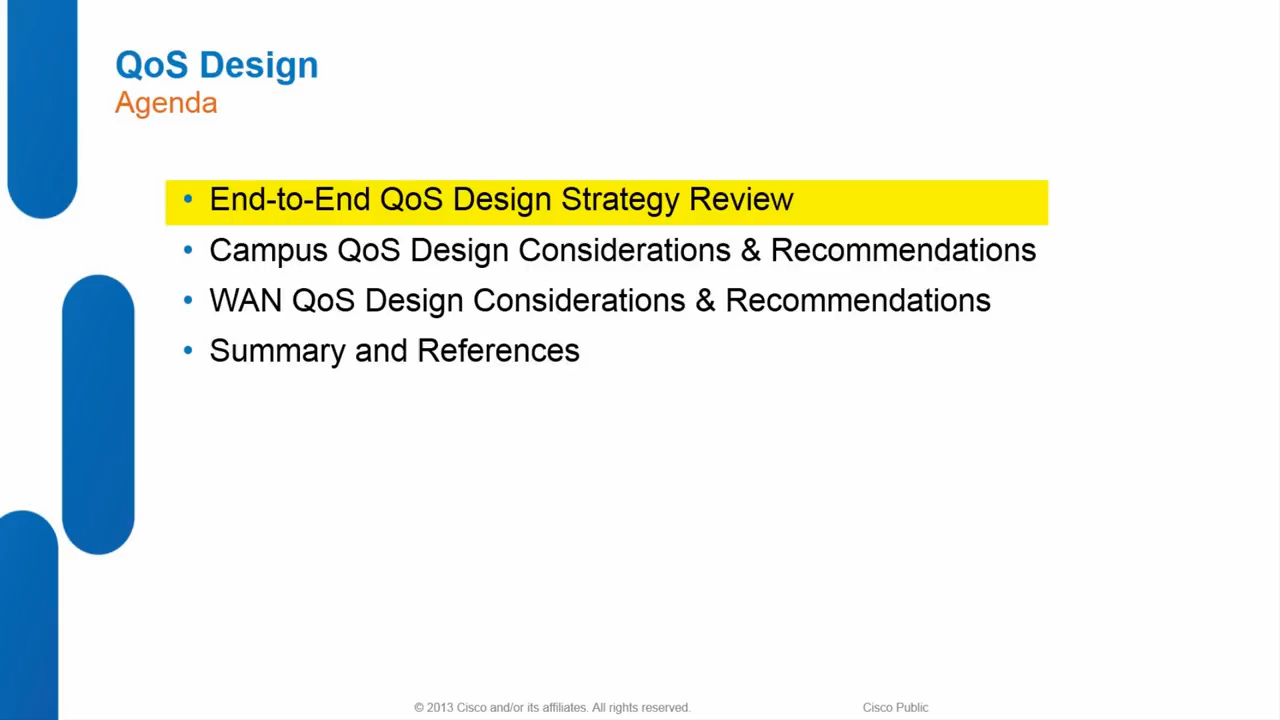 QoS Design
Agenda
• End-to-End QoS Design Strategy Review
• Campus QoS Design Considerations & Recommendations
• WAN QoS Design Considerations & Recommendations
• Summary and References
© 2013 Cisco and/or its affiliates. All rights reserved.
Cisco Public